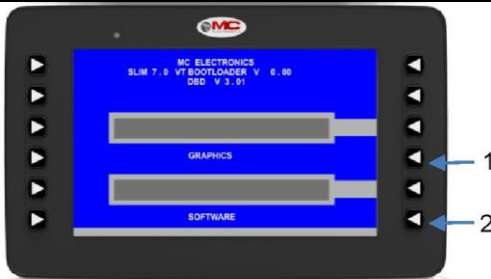 MC
MC ELECTRONICS
SLIM 7.0 VT BOOTLOADER V 0.00
DBD V 3.01
GRAPHICS
1
SOFTWARE
2